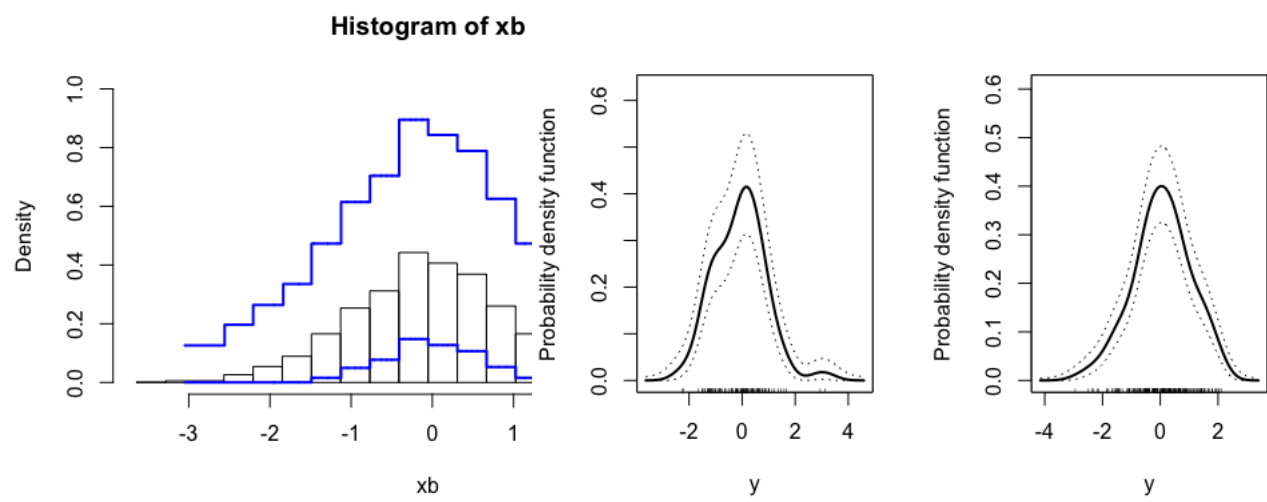 Histogram of xb
Density
0.0 0.2 0.4 0.6 0.8 1.0
-3 -2 -1 0 1
xb
Probability density function
0.0 0.2 0.4 0.6
-2 0 2 4
y
Probability density function
0.0 0.1 0.2 0.3 0.4 0.5 0.6
-4 -2 0 2
y